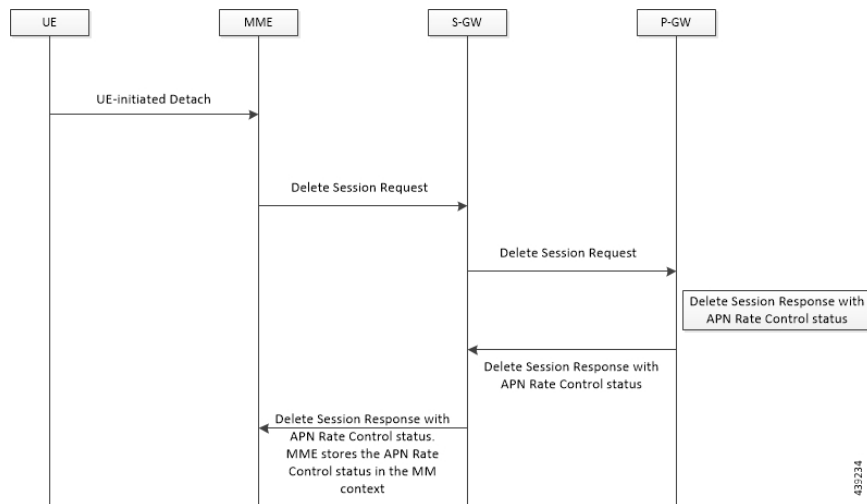 UE
MME
S-GW
P-GW
UE-initiated Detach
Delete Session Request
Delete Session Request
Delete Session Response with
APN Rate Control status
Delete Session Response with
APN Rate Control status
Delete Session Response with
APN Rate Control status.
MME stores the APN Rate
Control status in the MM
context
439234